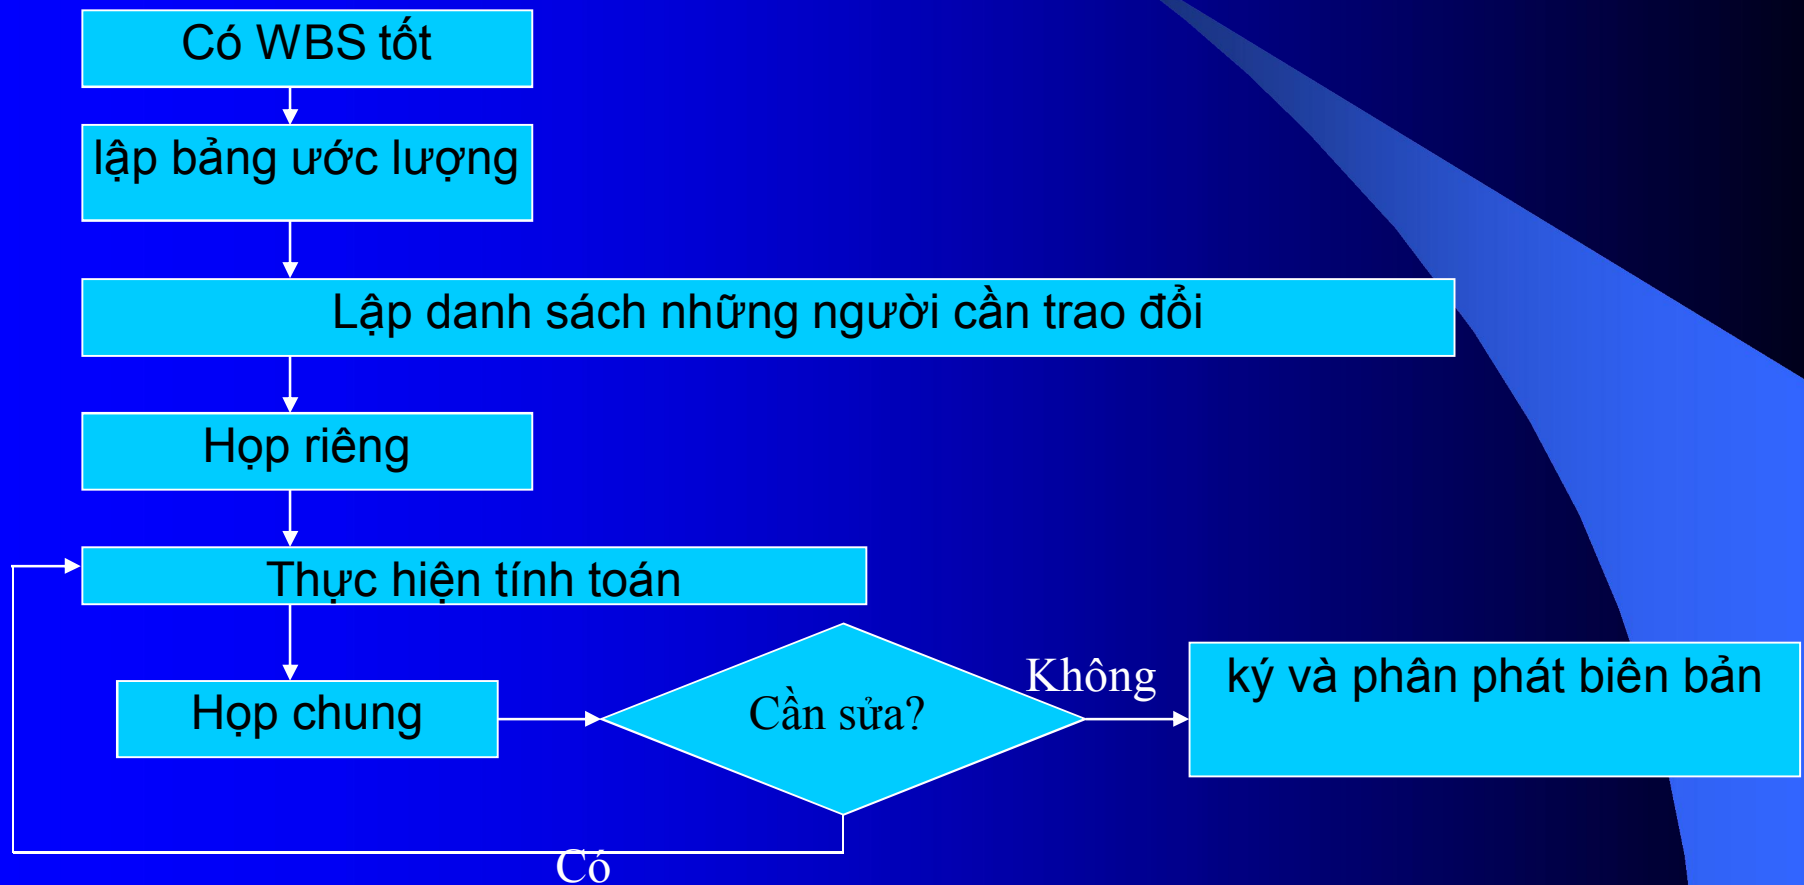 Có WBS tốt
lập bảng ước lượng
Lập danh sách những người cần trao đổi
Họp riêng
Thực hiện tính toán
Họp chung
Cần sửa?
Không
ký và phân phát biên bản
Có